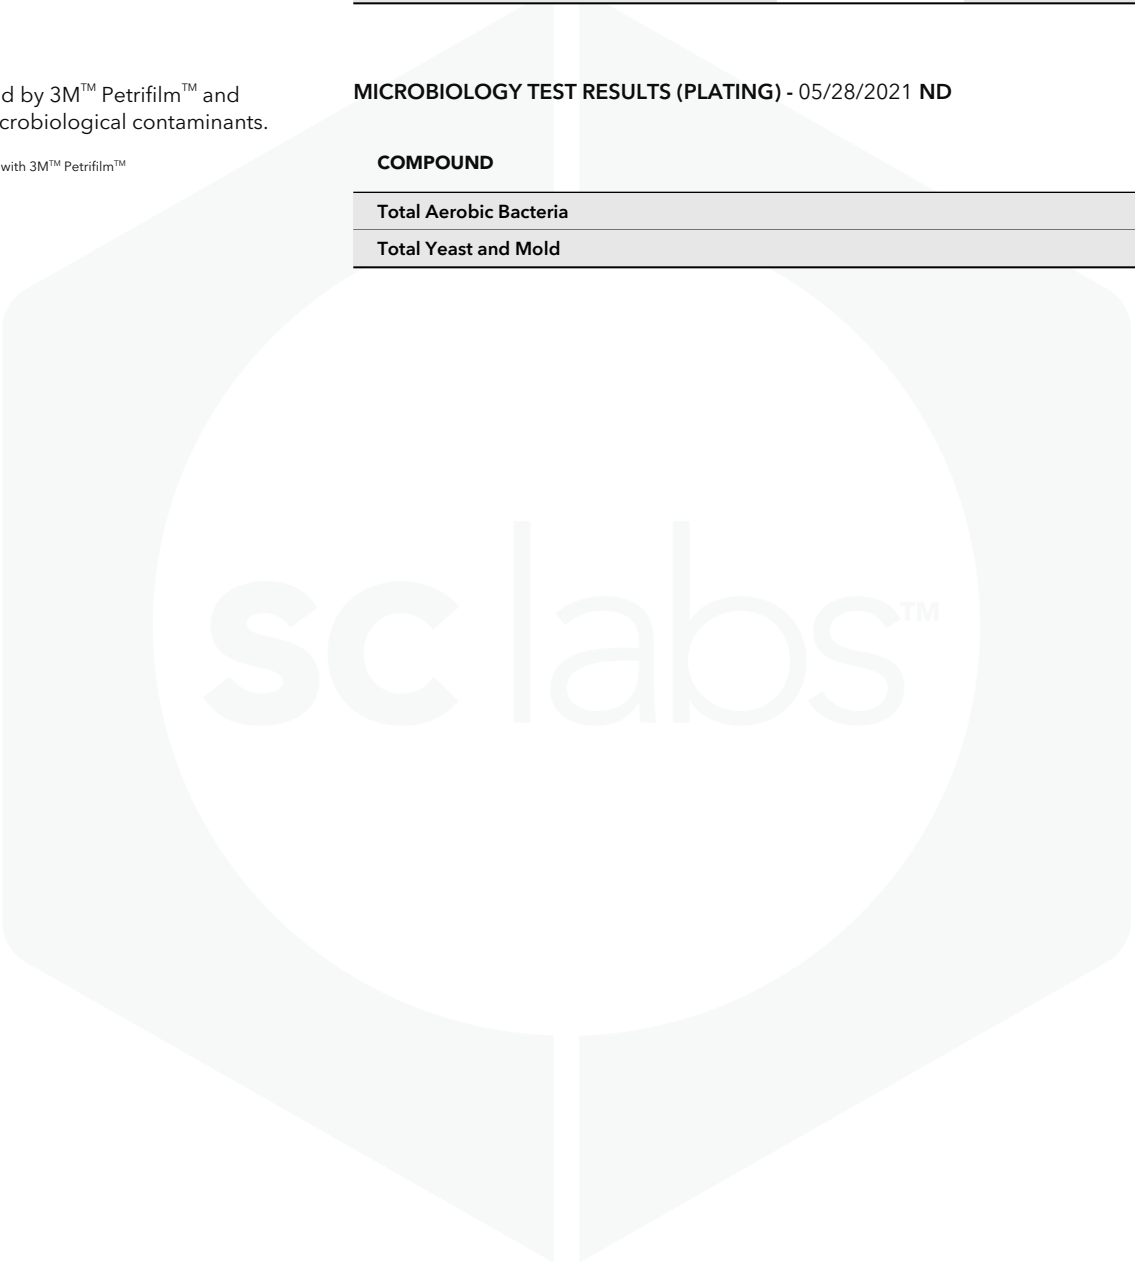 d by 3M™ Petrifilm™ and
crobiological contaminants.
with 3M™ Petrifilm™
MICROBIOLOGY TEST RESULTS (PLATING) - 05/28/2021 ND
COMPOUND
Total Aerobic Bacteria
Total Yeast and Mold
sc labs™